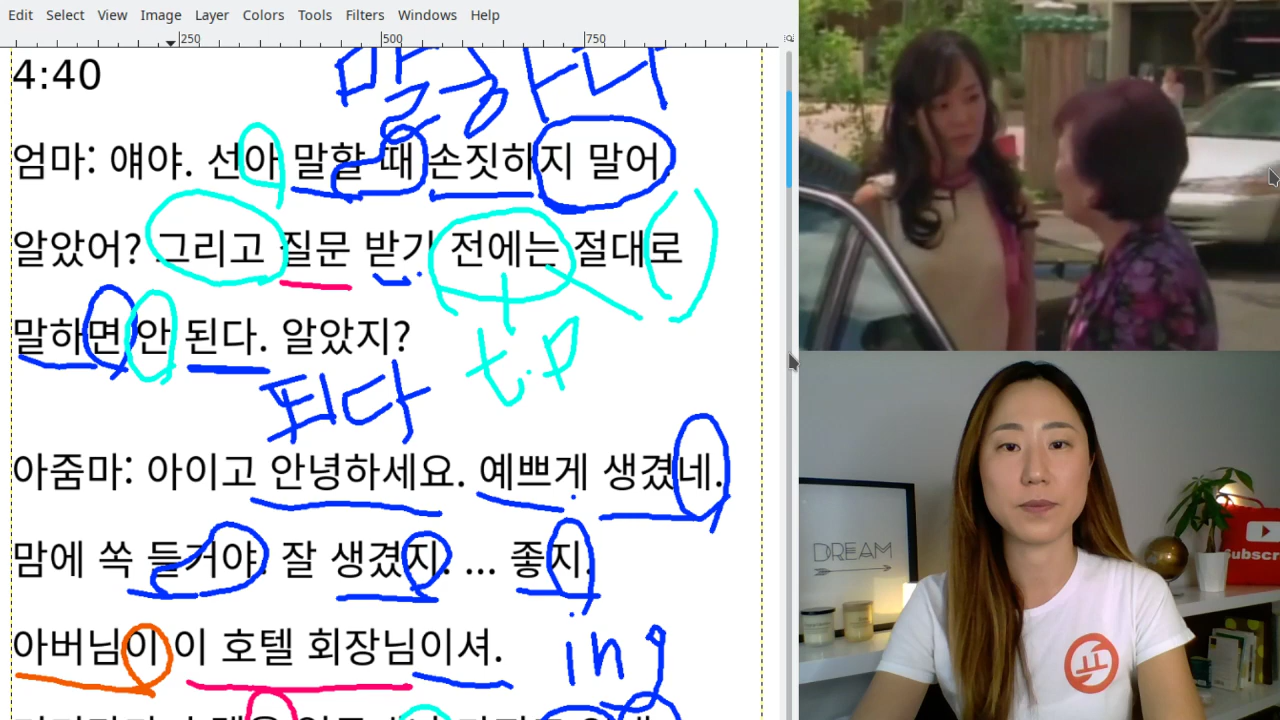 Edit Select View Image Layer Colors Tools Filters Windows Help
250 500 750
4:40
엄마: 얘야. 선아 말할 때 손짓하지 말어
알았어? 그리고 질문 받기 전에는 절대로
말하면 안 된다. 알았지?
t.p
되다
아줌마: 아이고 안녕하세요. 예쁘게 생겼네.
맘에 쏙 들거야. 잘 생겼지. ... 좋지.
아버님이 이 호텔 회장님이셔.
ing
DREAM
Subscr